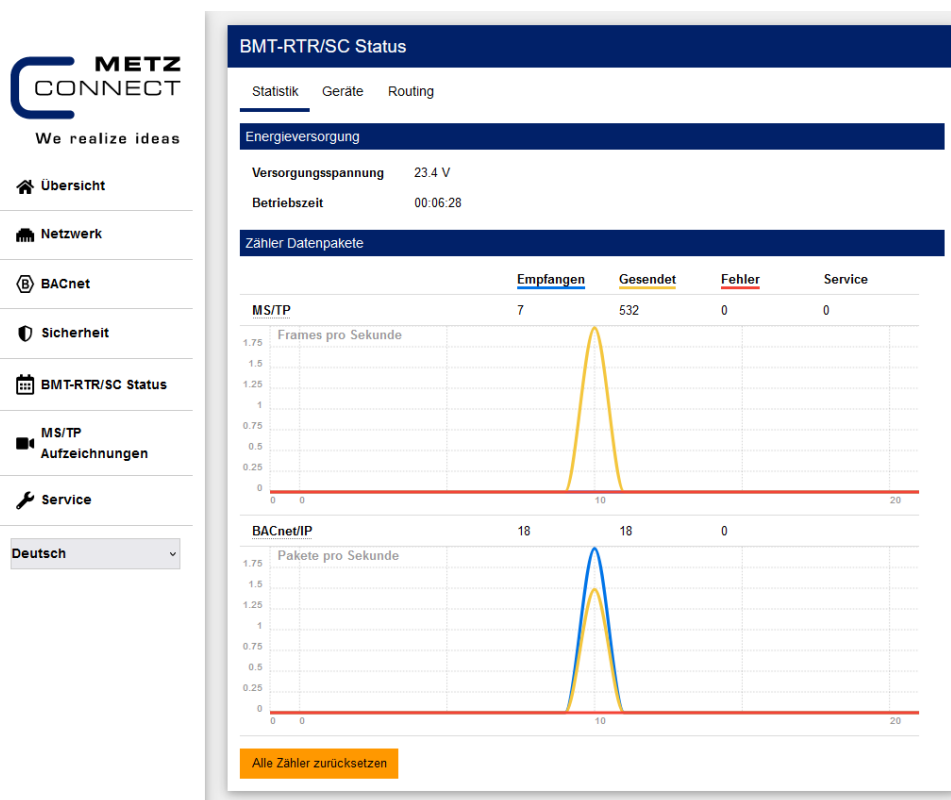 METZ
CONNECT
We realize ideas
Übersicht
Netzwerk
BACnet
Sicherheit
BMT-RTR/SC Status
MS/TP
Aufzeichnungen
Service
Deutsch
BMT-RTR/SC Status
Statistik Geräte Routing
Energieversorgung
Versorgungsspannung 23.4 V
Betriebszeit 00:06:28
Zähler Datenpakete
Empfangen Gesendet Fehler Service
MS/TP 7 532 0 0
Frames pro Sekunde
1.75
1.5
1.25
1
0.75
0.5
0.25
0
0 0 10 20
BACnet/IP 18 18 0
Pakete pro Sekunde
1.75
1.5
1.25
1
0.75
0.5
0.25
0
0 0 10 20
Alle Zähler zurücksetzen